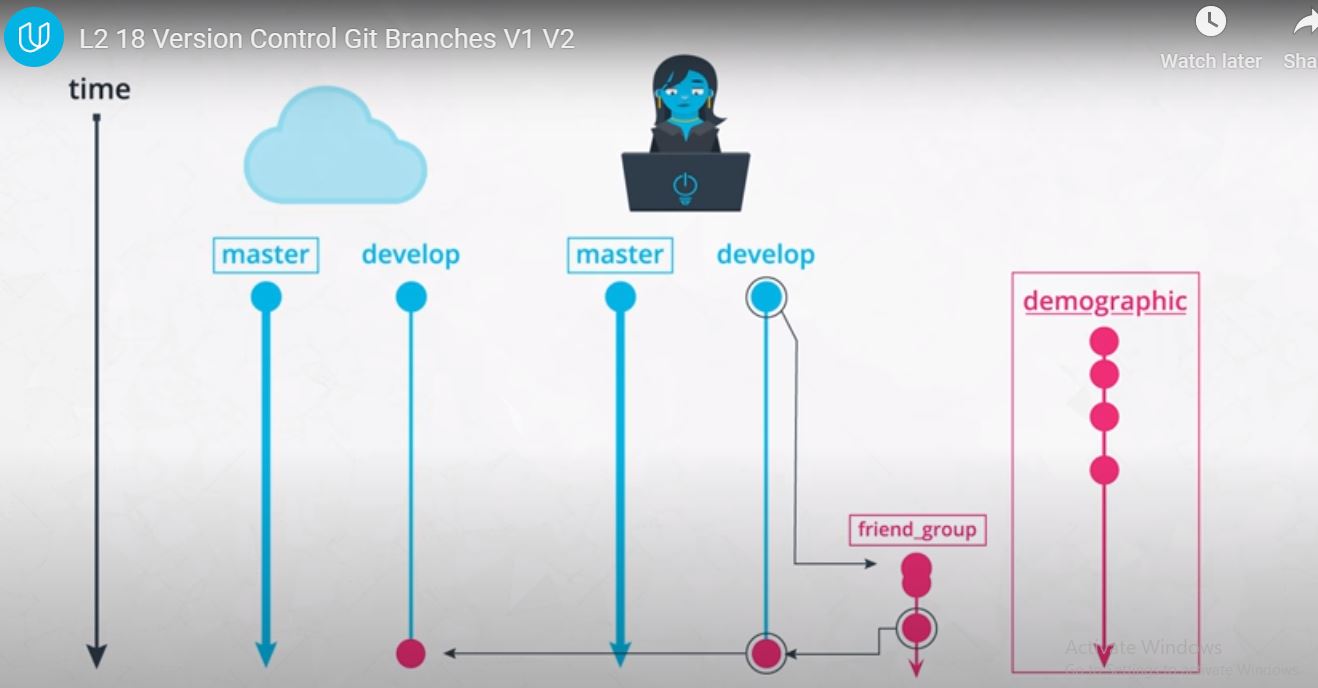 L2 18 Version Control Git Branches V1 V2
Watch later
Sha
time
master
develop
master
develop
demographic
friend_group
Activate Windows
Go to Settings to activate Windows.